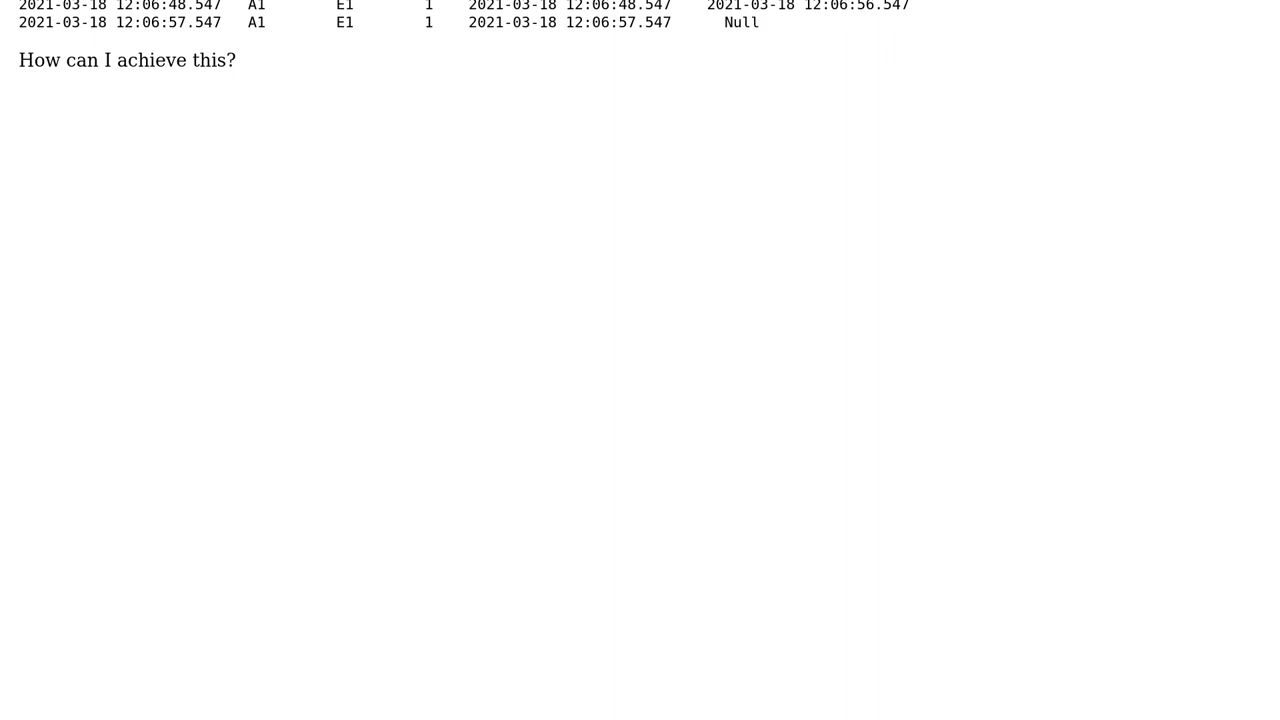 2021-03-18 12:06:48.547   A1        E1        1    2021-03-18 12:06:48.547    2021-03-18 12:06:56.547
2021-03-18 12:06:57.547   A1        E1        1    2021-03-18 12:06:57.547      Null
How can I achieve this?